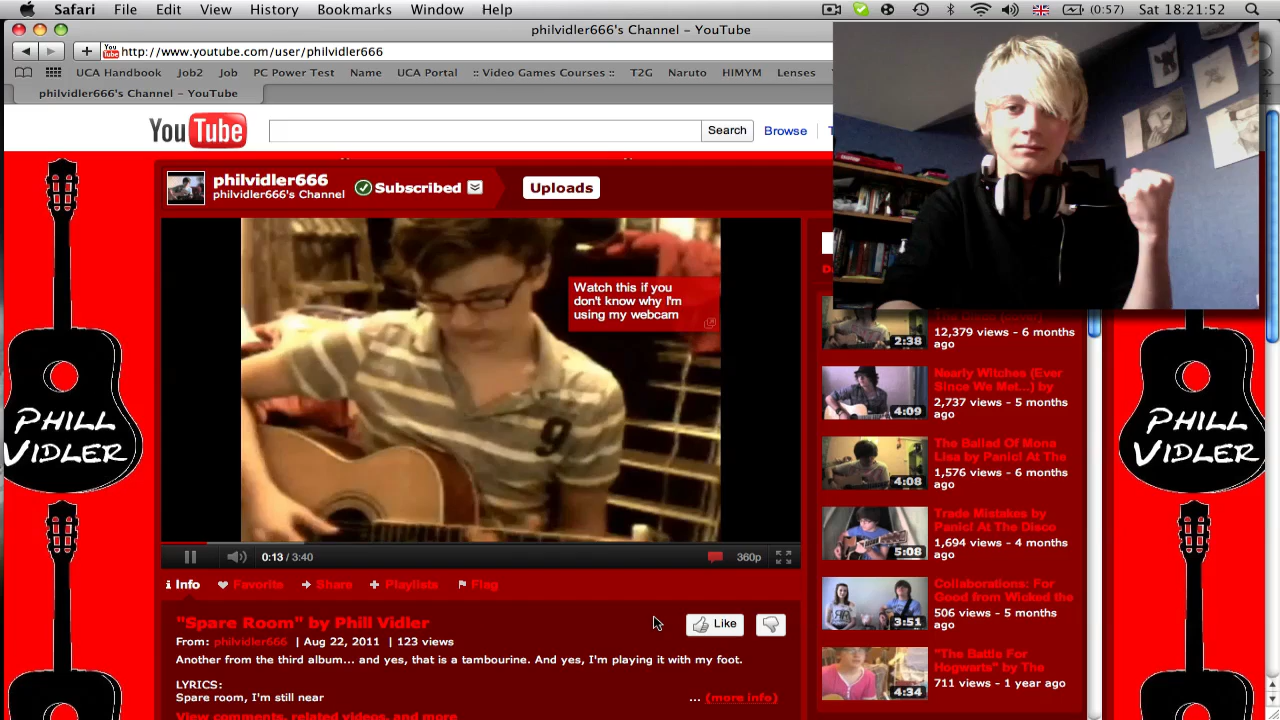 Safari File Edit View History Bookmarks Window Help
(0:57) Sat 18:21:52
philvidler666's Channel – YouTube
http://www.youtube.com/user/philvidler666
UCA Handbook Job2 Job PC Power Test Name UCA Portal :: Video Games Courses :: T2G Naruto HIMYM Lenses
philvidler666's Channel – YouTube
YouTube Search Browse
philvidler666
philvidler666's Channel
Subscribed
Uploads
Watch this if you
don't know why I'm
using my webcam
9
0:13 / 3:40
360p
Info Favorite Share Playlists Flag
"Spare Room" by Phill Vidler
Like
From: philvidler666 | Aug 22, 2011 | 123 views
Another from the third album... and yes, that is a tambourine. And yes, I'm playing it with my foot.
LYRICS:
Spare room, I'm still near
... (more info)
View comments, related videos, and more
12,379 views - 6 months
ago
2:38
Nearly Witches (Ever
Since We Met...) by
2,737 views - 5 months
ago
4:09
The Ballad Of Mona
Lisa by Panic! At The
1,576 views - 6 months
ago
4:08
Trade Mistakes by
Panic! At The Disco
1,694 views - 4 months
ago
5:08
Collaborations: For
Good from Wicked the
506 views - 5 months
ago
3:51
"The Battle For
Hogwarts" by The
711 views - 1 year ago
4:34
PHILL
VIDLER
PHILL
VIDLER